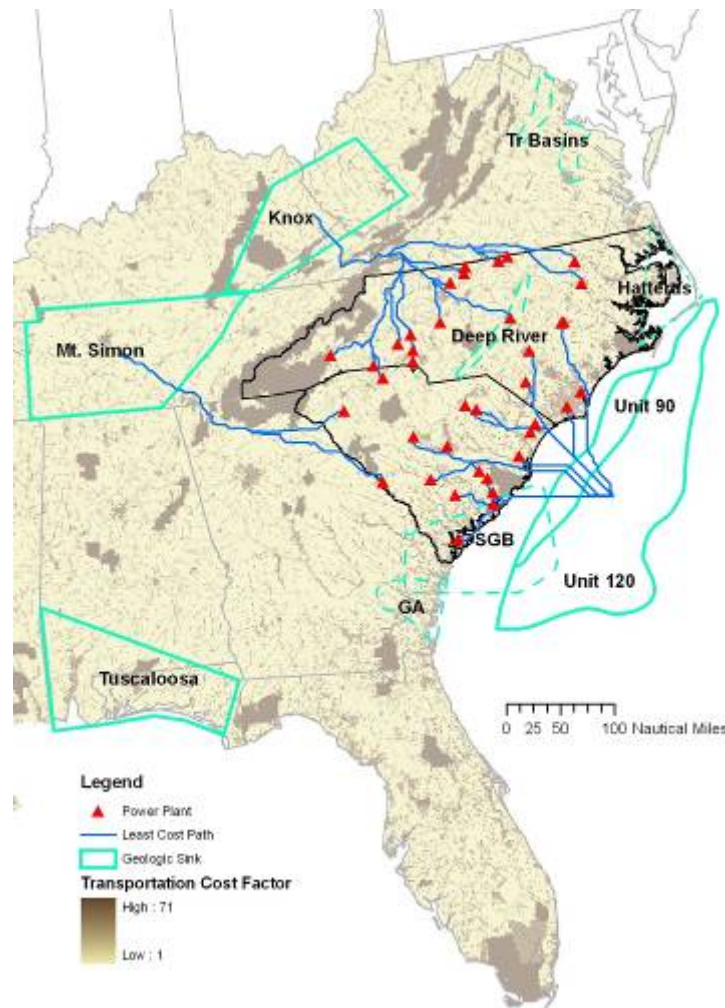 Tr Basins
Knox
Hatteras
Deep River
Mt. Simon
Unit 90
SGB
Unit 120
GA
Tuscaloosa
0 25 50 100 Nautical Miles
Legend
Power Plant
Least Cost Path
Geologic Sink
Transportation Cost Factor
High : 71
Low : 1